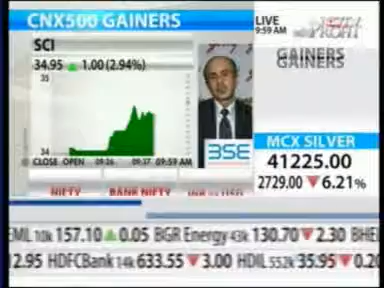 CNX500 GAINERS
LIVE
9:59 AM
PROFIT
GAINERS
SCI
34.95 1.00 (2.94%)
35
34
CLOSE OPEN 09:26 09:37 09:59 AM
BSE
MCX SILVER
41225.00
2729.00 6.21%
NIFTY BANK NIFTY
EML 10k 157.10 0.05 BGR Energy 43k 130.70 2.30 BHE
12.95 HDFCBank 14k 633.55 3.00 HDIL 552k 35.95 0.20